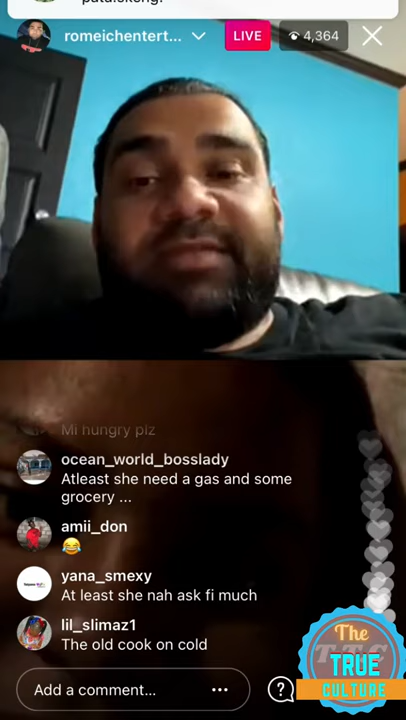 romeichentert...
LIVE
4,364
Mi hungry plz
ocean_world_bosslady
Atleast she need a gas and some
grocery ...
amii_don
😂
yana_smexy
At least she nah ask fi much
lil_slimaz1
The old cook on cold
Add a comment...
The
TRUE
CULTURE